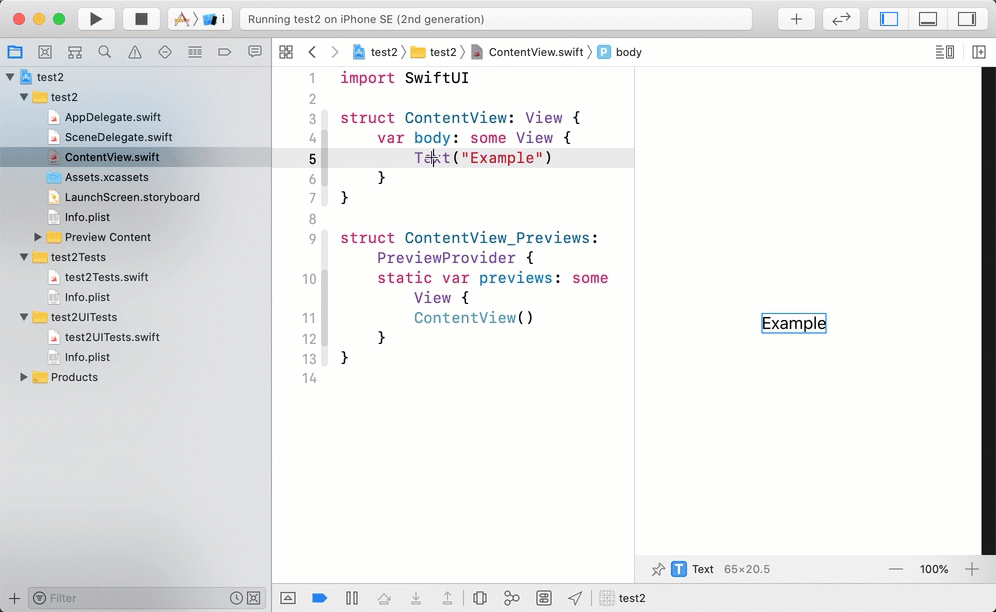 Running test2 on iPhone SE (2nd generation)
test2 test2 ContentView.swift P body
test2
test2
AppDelegate.swift
SceneDelegate.swift
ContentView.swift
Assets.xcassets
LaunchScreen.storyboard
Info.plist
Preview Content
test2Tests
test2Tests.swift
Info.plist
test2UITests
test2UITests.swift
Info.plist
Products
Filter
1 import SwiftUI
2
3 struct ContentView: View {
4 var body: some View {
5 Text("Example")
6 }
7 }
8
9 struct ContentView_Previews:
PreviewProvider {
10 static var previews: some
View {
11 ContentView()
12 }
13 }
14
Example
T Text 65×20.5 100%
test2